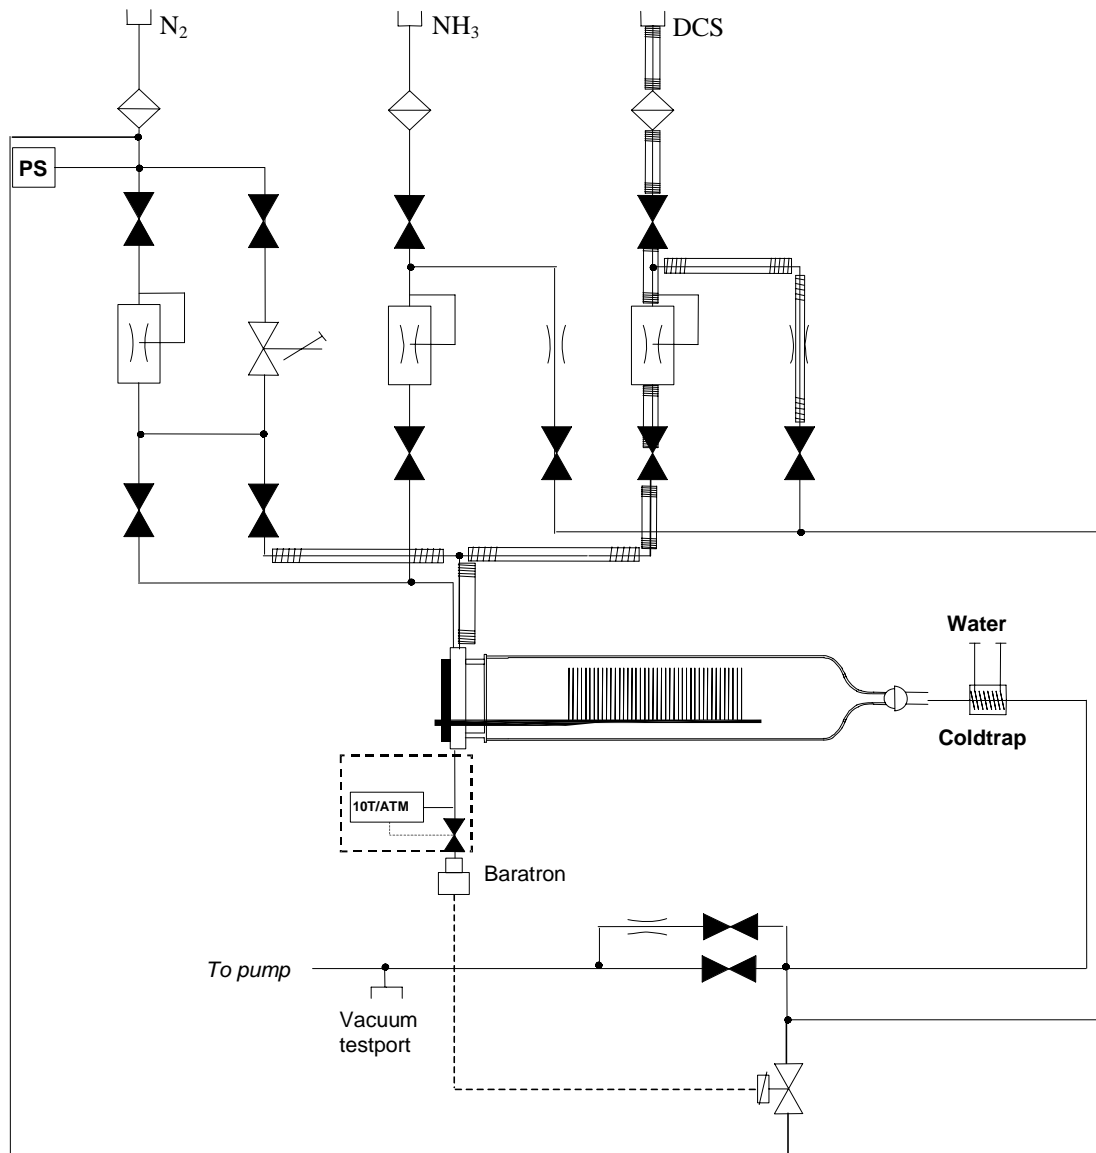 N₂
NH₃
DCS
PS
Water
Coldtrap
10T/ATM
Baratron
To pump
Vacuum
testport